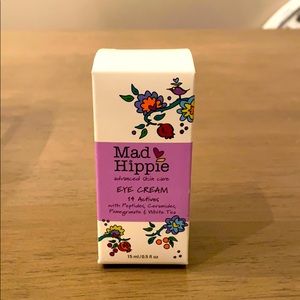 Mad
Hippie
advanced skin care
EYE CREAM
14 Actives
with Peptides, Ceramides,
Pomegranate & White Tea
15 ml/0.5 fl oz